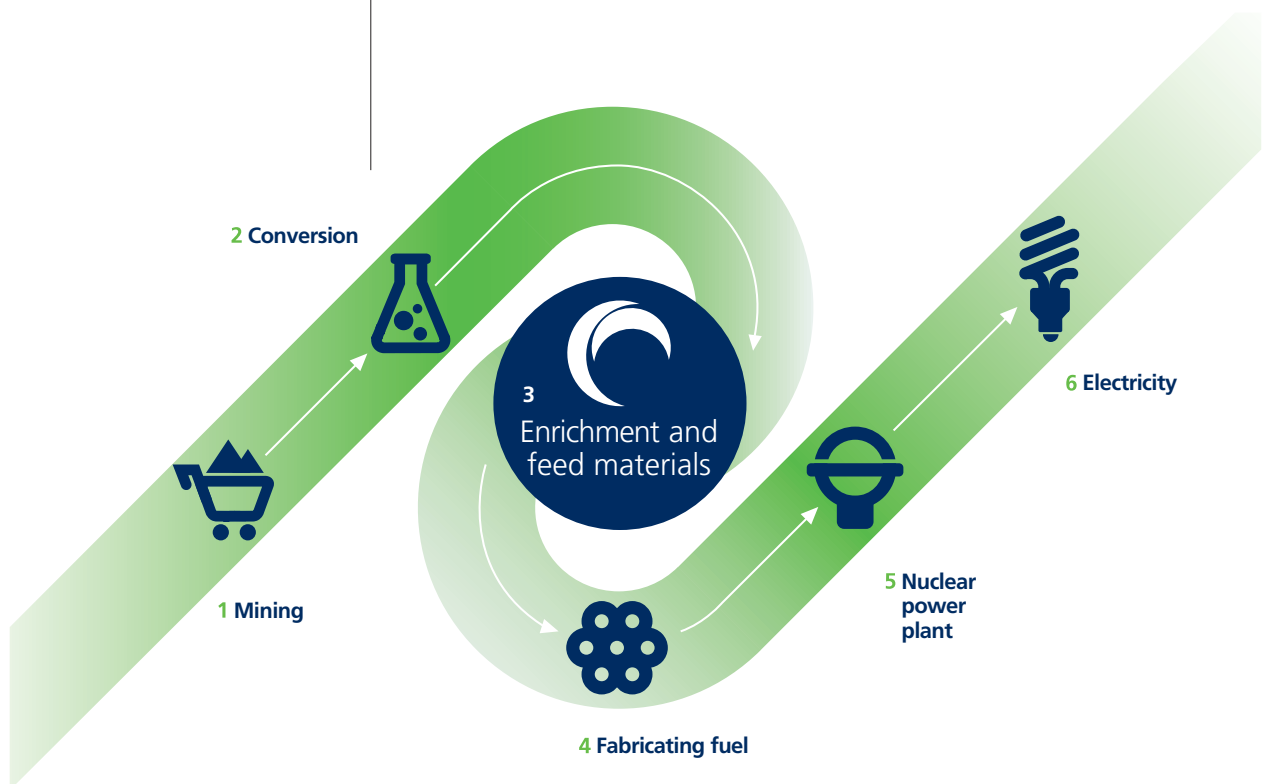 1 Mining
2 Conversion
3
Enrichment and
feed materials
4 Fabricating fuel
5 Nuclear
power
plant
6 Electricity